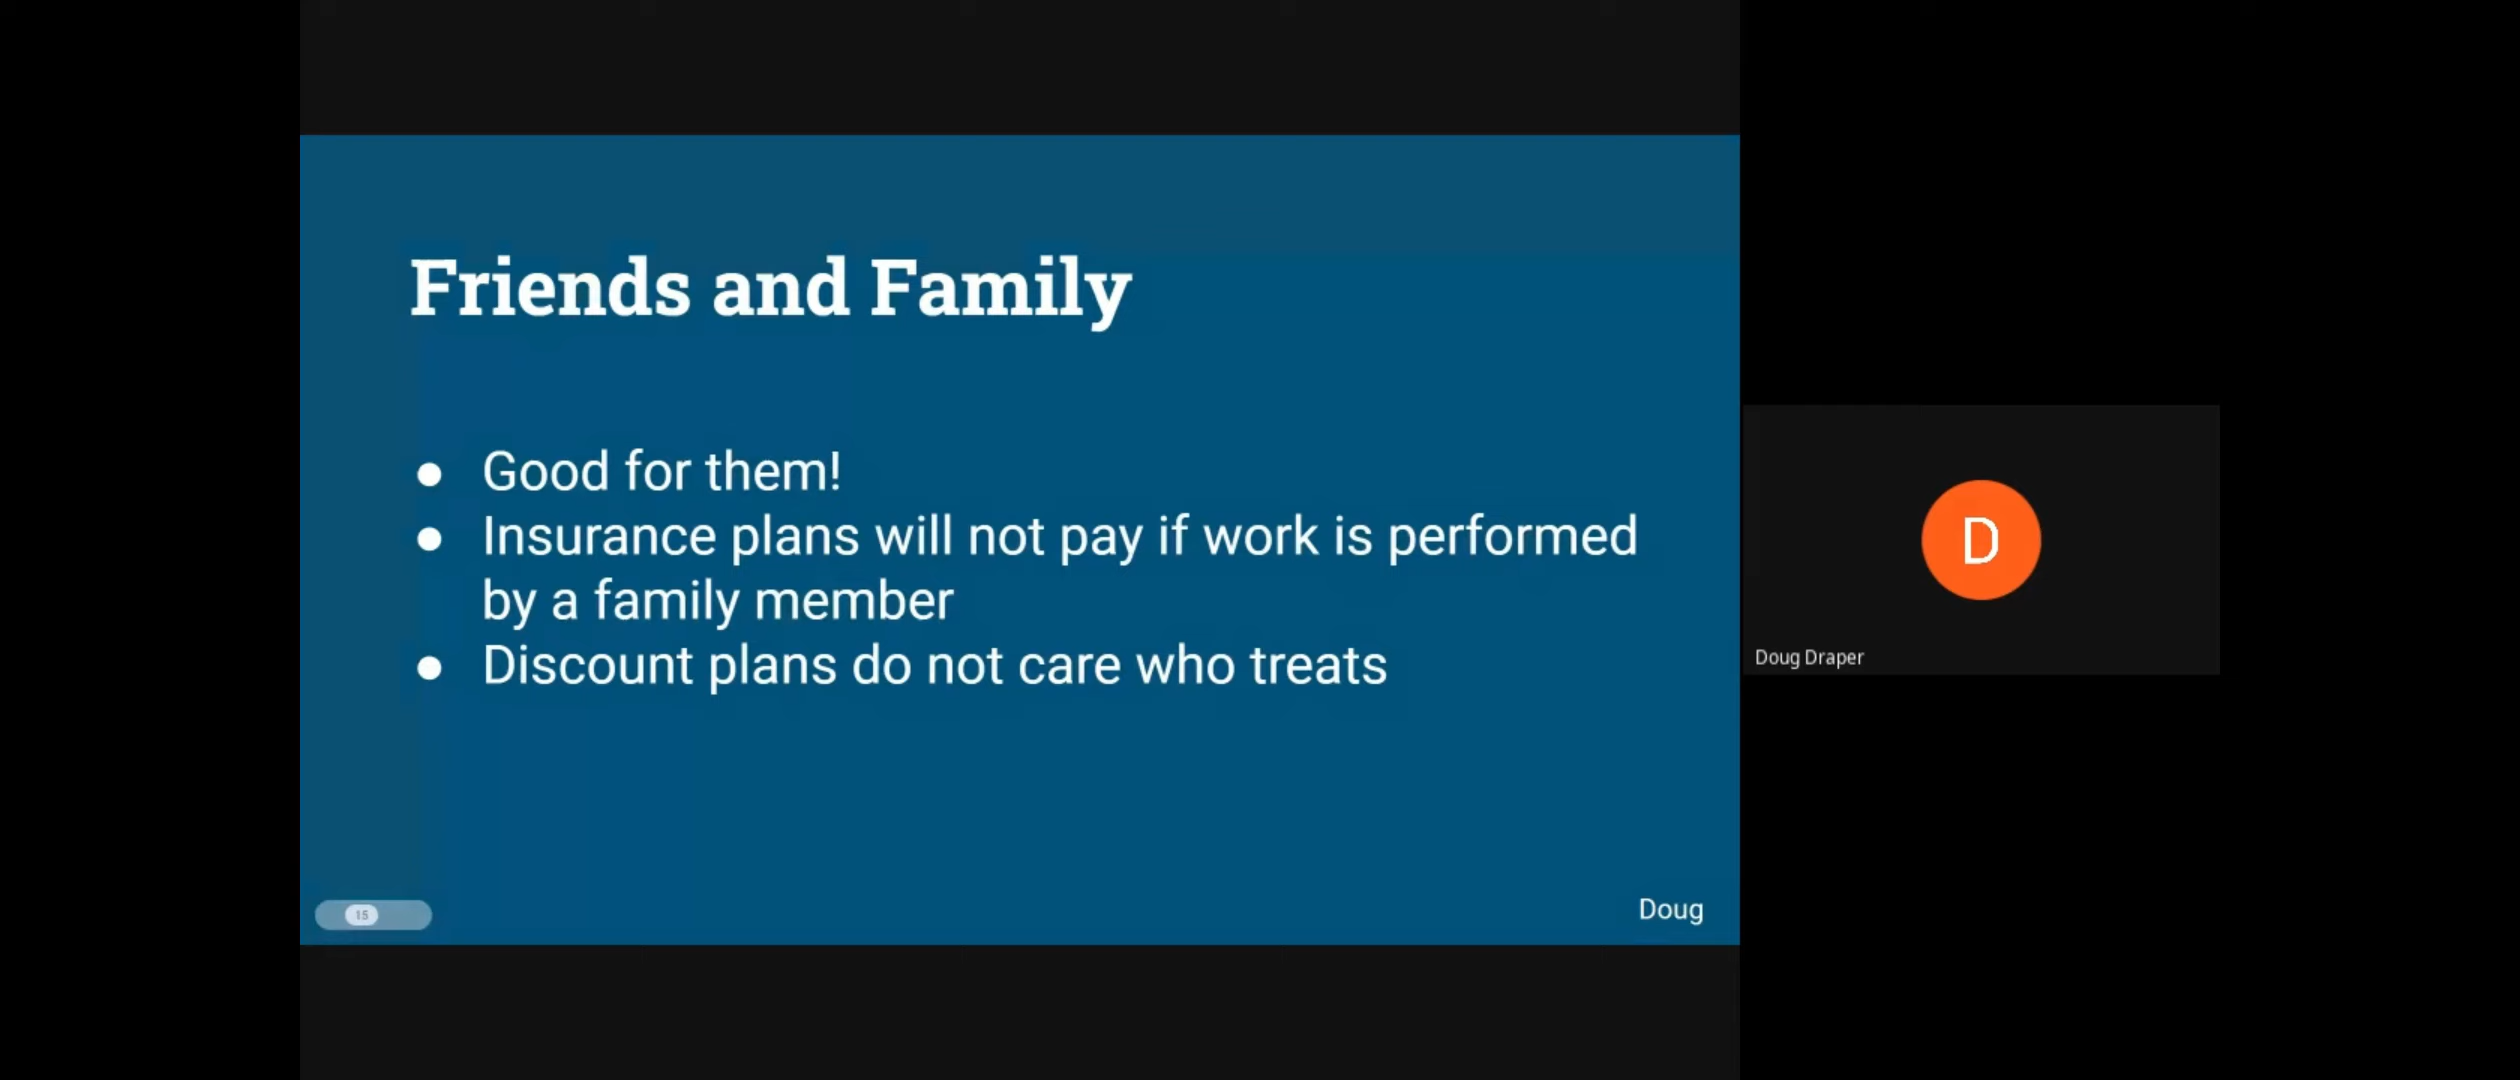 Friends and Family
● Good for them!
● Insurance plans will not pay if work is performed
by a family member
● Discount plans do not care who treats
15
Doug
D
Doug Draper